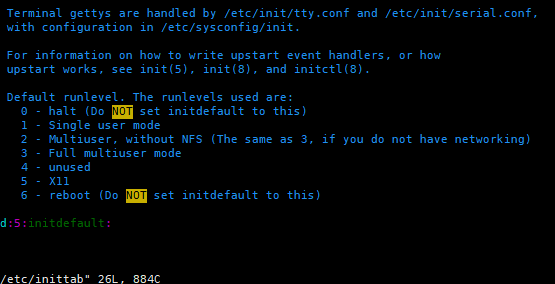 Terminal gettys are handled by /etc/init/tty.conf and /etc/init/serial.conf,
with configuration in /etc/sysconfig/init.
For information on how to write upstart event handlers, or how
upstart works, see init(5), init(8), and initctl(8).
Default runlevel. The runlevels used are:
0 - halt (Do NOT set initdefault to this)
1 - Single user mode
2 - Multiuser, without NFS (The same as 3, if you do not have networking)
3 - Full multiuser mode
4 - unused
5 - X11
6 - reboot (Do NOT set initdefault to this)
d:5:initdefault:
/etc/inittab" 26L, 884C